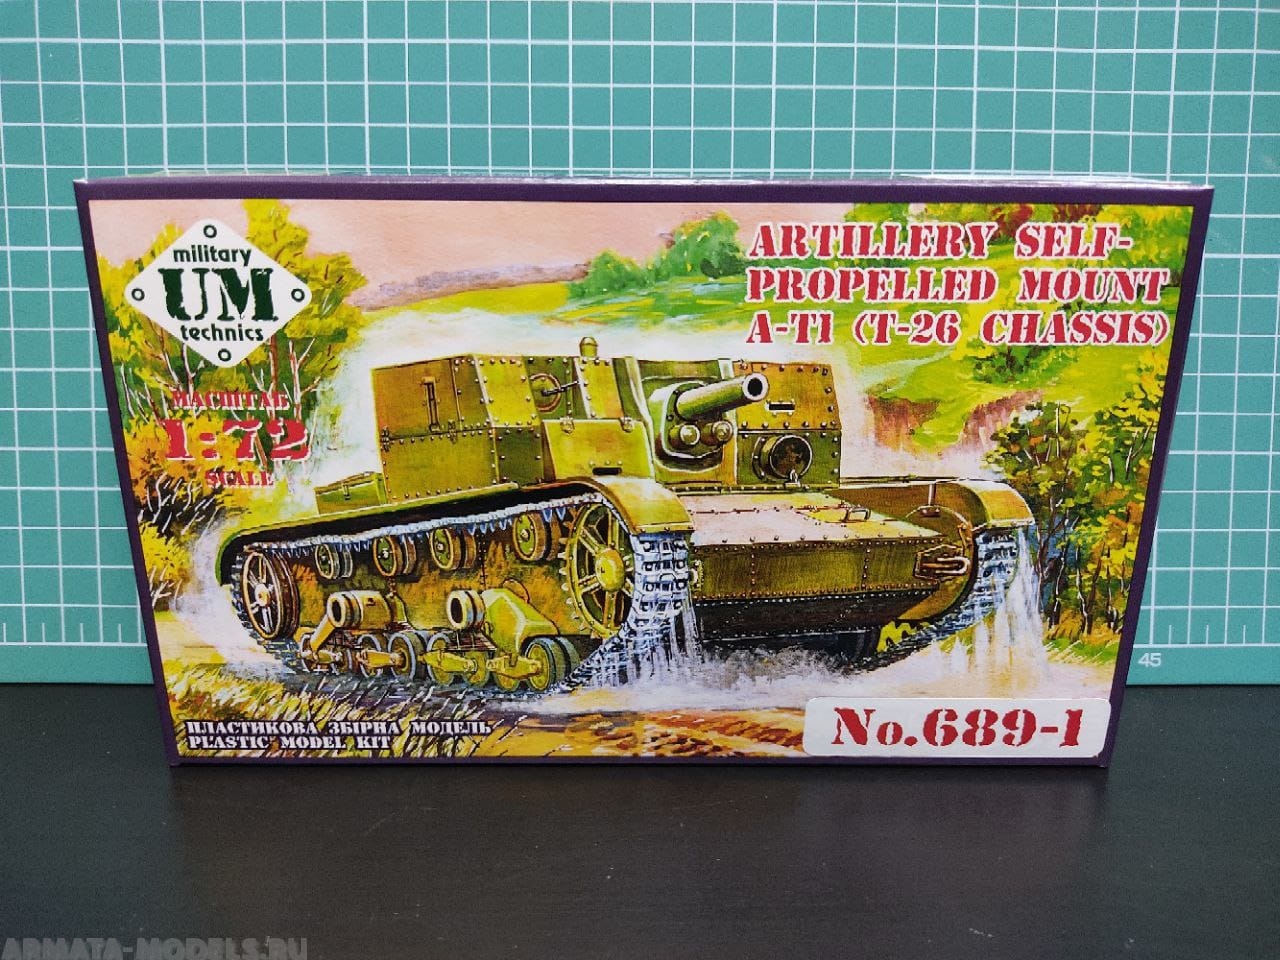 military
UM
technics
ARTILLERY SELF-
PROPELLED MOUNT
A-T1 (T-26 CHASSIS)
МАСШТАБ
1:72
SCALE
ПЛАСТИКОВА ЗБІРНА МОДЕЛЬ
PLASTIC MODEL KIT
No.689-1
45
ARMATA-MODELS.RU